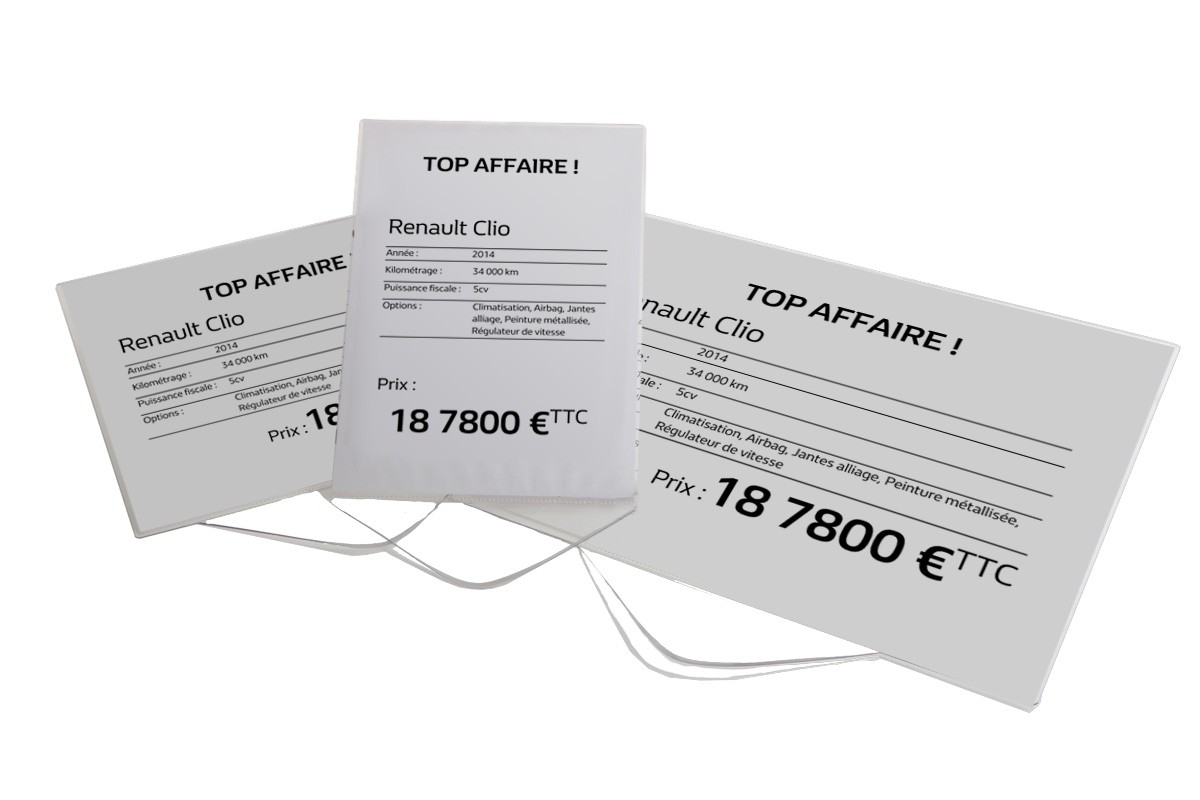 TOP AFFAIRE
Renault Clio
Année : 2014
Kilométrage : 34 000 km
Puissance fiscale : 5cv
Options : Climatisation, Airbag,
Régulateur de vitesse
Prix : 18
TOP AFFAIRE !
Renault Clio
Année : 2014
Kilométrage : 34 000 km
Puissance fiscale : 5cv
Options : Climatisation, Airbag, Jantes
alliage, Peinture métallisée,
Régulateur de vitesse
Prix :
18 7800 € TTC
TOP AFFAIRE !
nault Clio
2014
34 000 km
ale : 5cv
Climatisation, Airbag, Jantes alliage, Peinture métallisée,
Régulateur de vitesse
Prix : 18 7800 € TTC